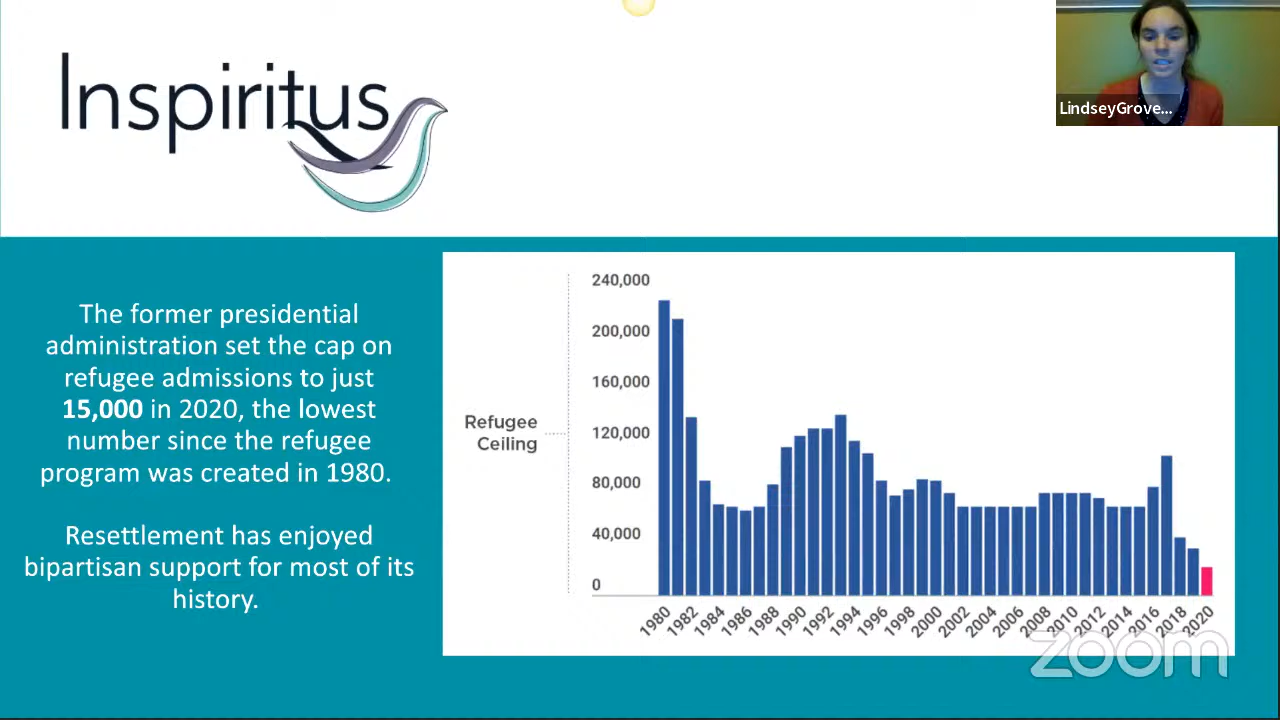 Inspiritus
LindseyGrove...
The former presidential
administration set the cap on
refugee admissions to just
15,000 in 2020, the lowest
number since the refugee
program was created in 1980.
Resettlement has enjoyed
bipartisan support for most of its
history.
Refugee
Ceiling
240,000
200,000
160,000
120,000
80,000
40,000
0
1980
1982
1984
1986
1988
1990
1992
1994
1996
1998
2000
2002
2004
2006
2008
2010
2012
2014
2016
2018
2020
zoom